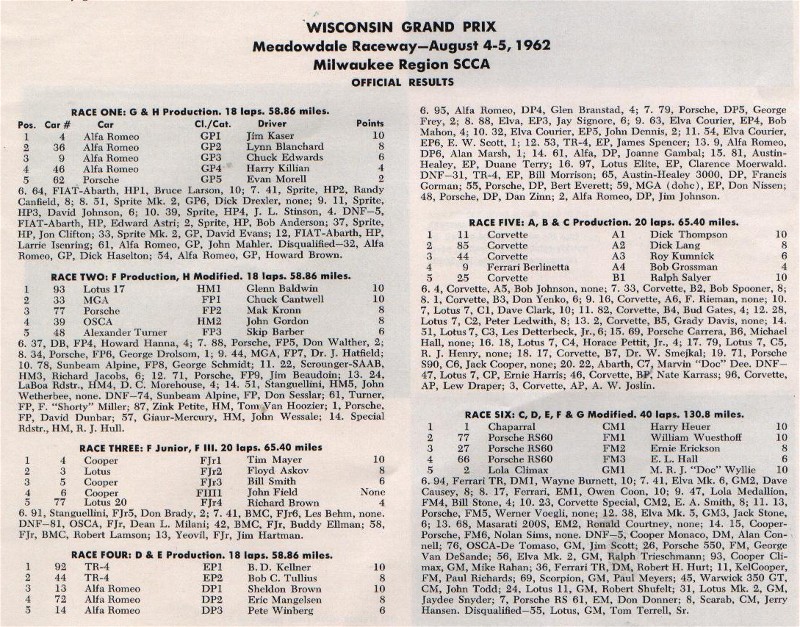 WISCONSIN GRAND PRIX
Meadowdale Raceway—August 4-5, 1962
Milwaukee Region SCCA
OFFICIAL RESULTS
RACE ONE: G & H Production. 18 laps. 58.86 miles.
Pos. Car # Car Cl./Cat. Driver Points
1 4 Alfa Romeo GP1 Jim Kaser 10
2 36 Alfa Romeo GP2 Lynn Blanchard 8
3 9 Alfa Romeo GP3 Chuck Edwards 6
4 46 Alfa Romeo GP4 Harry Killian 4
5 62 Porsche GP5 Evan Morell 2
6. 64, FIAT-Abarth, HP1, Bruce Larson, 10; 7. 41, Sprite, HP2, Randy
Canfield, 8; 8. 51, Sprite Mk. 2, GP6, Dick Drexler, none; 9. 11, Sprite,
HP3, David Johnson, 6; 10. 39, Sprite, HP4, J. L. Stinson, 4. DNF—5,
FIAT-Abarth, HP, Edward Astri; 2, Sprite, HP, Bob Anderson; 37, Sprite,
HP, Jon Clifton; 33, Sprite Mk. 2, GP, David Evans; 12, FIAT-Abarth, HP,
Larrie Isenring; 61, Alfa Romeo, GP, John Mahler. Disqualified—32, Alfa
Romeo, GP, Dick Haselton; 54, Alfa Romeo, GP, Howard Brown.
RACE TWO: F Production, H Modified. 18 laps. 58.86 miles.
1 93 Lotus 17 HM1 Glenn Baldwin 10
2 33 MGA FP1 Chuck Cantwell 10
3 77 Porsche FP2 Mak Kronn 8
4 39 OSCA HM2 John Gordon 8
5 48 Alexander Turner FP3 Skip Barber 6
6. 37, DB, FP4, Howard Hanna, 4; 7. 88, Porsche, FP5, Don Walther, 2;
8. 34, Porsche, FP6, George Drolsom, 1; 9. 44, MGA, FP7, Dr. J. Hatfield;
10. 78, Sunbeam Alpine, FP8, George Schmidt; 11. 22, Scrounger-SAAB,
HM3, Richard Jacobs, 6; 12. 71, Porsche, FP9, Jim Beaudoin; 13. 24,
LaBoa Rdstr., HM4, D. C. Morehouse, 4; 14. 51, Stanguellini, HM5, John
Wetherbee, none. DNF—74, Sunbeam Alpine, FP, Don Sesslar; 61, Turner,
FP, F. "Shorty" Miller; 87, Zink Petite, HM, Tom Van Hoozier; 1, Porsche,
FP, David Dunbar; 57, Giaur-Mercury, HM, John Wessale; 14. Special
Rdstr., HM, R. J. Hull.
RACE THREE: F Junior, F III. 20 laps. 65.40 miles
1 4 Cooper FJr1 Tim Mayer 10
2 3 Lotus FJr2 Floyd Askov 8
3 5 Cooper FJr3 Bill Smith 6
4 6 Cooper FIII1 John Field None
5 77 Lotus 20 FJr4 Richard Brown 4
6. 91, Stanguellini, FJr5, Don Brady, 2; 7. 41, BMC, FJr6, Les Behm, none.
DNF—81, OSCA, FJr, Dean L. Milani; 42, BMC, FJr, Buddy Ellman; 58,
FJr, BMC, Robert Lamson; 13, Yeovil, FJr, Jim Hartman.
RACE FOUR: D & E Production. 18 laps. 58.86 miles.
1 92 TR-4 EP1 B. D. Kellner 10
2 44 TR-4 EP2 Bob C. Tullius 8
3 13 Alfa Romeo DP1 Sheldon Brown 10
4 72 Alfa Romeo DP2 Eric Mangelsen 8
5 14 Alfa Romeo DP3 Pete Winberg 6
6. 95, Alfa Romeo, DP4, Glen Branstad, 4; 7. 79, Porsche, DP5, George
Frey, 2; 8. 88, Elva, EP3, Jay Signore, 6; 9. 63, Elva Courier, EP4, Bob
Mahon, 4; 10. 32, Elva Courier, EP5, John Dennis, 2; 11. 54, Elva Courier,
EP6, E. W. Scott, 1; 12. 53, TR-4, EP, James Spencer; 13. 9, Alfa Romeo,
DP6, Alan Marsh, 1; 14. 61, Alfa, DP, Joanne Gambal; 15. 81, Austin-
Healey, EP, Duane Terry; 16. 97, Lotus Elite, EP, Clarence Moerwald.
DNF—31, TR-4, EP, Bill Morrison; 65, Austin-Healey 3000, DP, Francis
Gorman; 55, Porsche, DP, Bert Everett; 59, MGA (dohc), EP, Don Nissen;
48, Porsche, DP, Dan Zinn; 2, Alfa Romeo, DP, Jim Johnson.
RACE FIVE: A, B & C Production. 20 laps. 65.40 miles.
1 11 Corvette A1 Dick Thompson 10
2 85 Corvette A2 Dick Lang 8
3 44 Corvette A3 Roy Kumnick 6
4 9 Ferrari Berlinetta A4 Bob Grossman 4
5 25 Corvette B1 Ralph Salyer 10
6. 4, Corvette, A5, Bob Johnson, none; 7. 33, Corvette, B2, Bob Spooner, 8;
8. 1, Corvette, B3, Don Yenko, 6; 9. 16, Corvette, A6, F. Rieman, none; 10.
7, Lotus 7, C1, Dave Clark, 10; 11. 82, Corvette, B4, Bud Gates, 4; 12. 28,
Lotus 7, C2, Peter Ledwith, 8; 13. 2, Corvette, B5, Grady Davis, none; 14.
51, Lotus 7, C3, Les Detterbeck, Jr., 6; 15. 69, Porsche Carrera, B6, Michael
Hall, none; 16. 18, Lotus 7, C4, Horace Pettit, Jr., 4; 17. 79, Lotus 7, C5,
R. J. Henry, none; 18. 17, Corvette, B7, Dr. W. Smejkal; 19. 71, Porsche
S90, C6, Jack Cooper, none; 20. 22, Abarth, C7, Marvin "Doc" Dee. DNF—
47, Lotus 7, CP, Ernie Harris; 46, Corvette, BP, Nate Karrass; 96, Corvette,
AP, Lew Draper; 3, Corvette, AP, A. W. Joslin.
RACE SIX: C, D, E, F & G Modified. 40 laps. 130.8 miles.
1 1 Chaparral CM1 Harry Heuer 10
2 77 Porsche RS60 FM1 William Wuesthoff 10
3 27 Porsche RS60 FM2 Ernie Erickson 8
4 66 Porsche RS60 FM3 E. L. Hall 6
5 2 Lola Climax GM1 M. R. J. "Doc" Wyllie 10
6. 94, Ferrari TR, DM1, Wayne Burnett, 10; 7. 41, Elva Mk. 6, GM2, Dave
Causey, 8; 8. 17, Ferrari, EM1, Owen Coon, 10; 9. 47, Lola Medallion,
FM4, Bill Stone, 4; 10. 23, Corvette Special, CM2, E. A. Smith, 8; 11. 13,
Porsche, FM5, Werner Voegeli, none; 12. 38, Elva Mk. 5, GM3, Jack Stone,
6; 13. 68, Masarati 200S, EM2, Ronald Courtney, none; 14. 15, Cooper-
Porsche, FM6, Nolan Sims, none. DNF—5, Cooper Monaco, DM, Alan Con-
nell; 76, OSCA-De Tomaso, GM, Jim Scott; 26, Porsche 550, FM, George
Van DeSande; 56, Elva Mk. 2, GM, Ralph Trieschmann; 93, Cooper Cli-
max, GM, Mike Rahan; 36, Ferrari TR, DM, Robert H. Hurt; 11, KelCooper,
FM, Paul Richards; 69, Scorpion, GM, Paul Meyers; 45, Warwick 350 GT,
CM, John Todd; 24, Lotus 11, GM, Robert Shufelt; 31, Lotus Mk. 2, GM,
Jaydee Snyder; 7, Porsche RS 61, EM, Don Donner; 8, Scarab, CM, Jerry
Hansen. Disqualified—55, Lotus, GM, Tom Terrell, Sr.